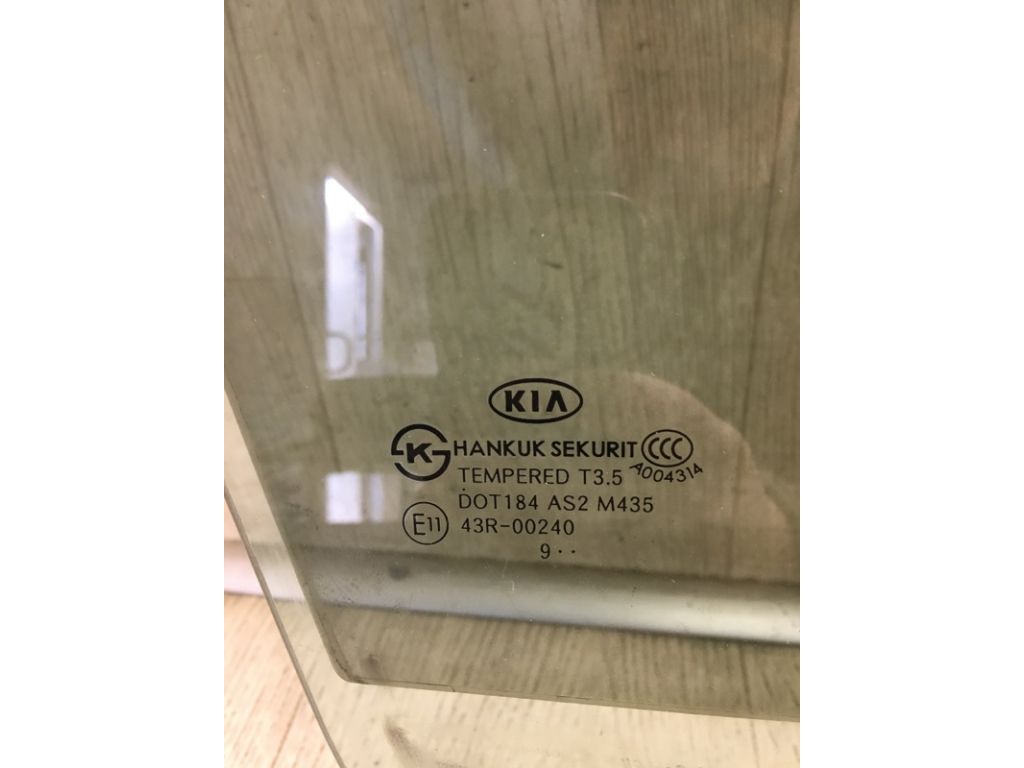 KIA
HANKUK SEKURIT CCC
TEMPERED T3.5 A004314
DOT184 AS2 M435
E11 43R-00240
9··